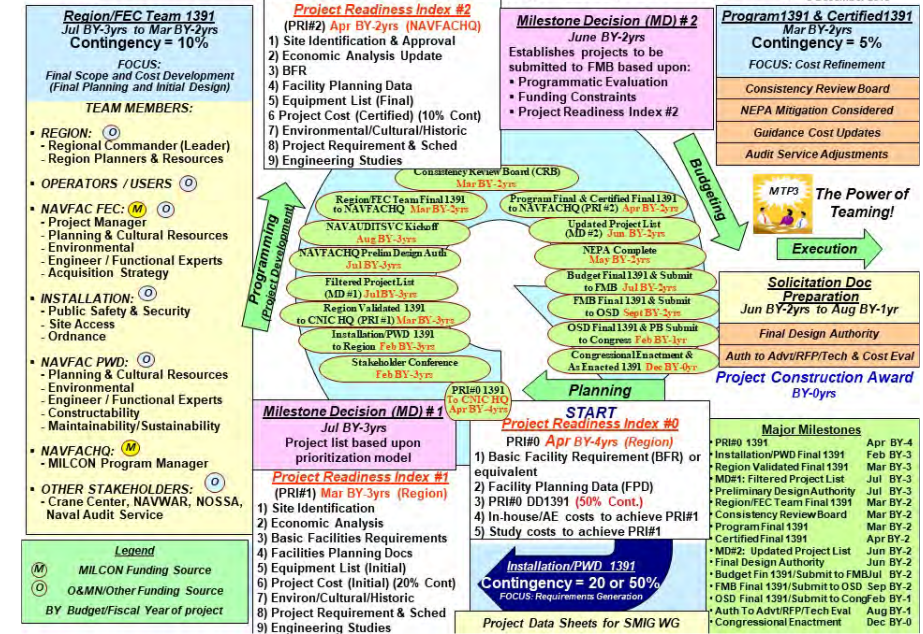 Region/FEC Team 1391
Jul BY-3yrs to Mar BY-2yrs
Contingency = 10%
FOCUS:
Final Scope and Cost Development
(Final Planning and Initial Design)
TEAM MEMBERS:
▪ REGION: O
- Regional Commander (Leader)
- Region Planners & Resources
▪ OPERATORS / USERS O
▪ NAVFAC FEC: M O
- Project Manager
- Planning & Cultural Resources
- Environmental
- Engineer / Functional Experts
- Acquisition Strategy
▪ INSTALLATION: O
- Public Safety & Security
- Site Access
- Ordnance
▪ NAVFAC PWD: O
- Planning & Cultural Resources
- Environmental
- Engineer / Functional Experts
- Constructability
- Maintainability/Sustainability
▪ NAVFACHQ: M
- MILCON Program Manager
▪ OTHER STAKEHOLDERS: O
- Crane Center, NAVWAR, NOSSA,
Naval Audit Service
Legend
M MILCON Funding Source
O O&MN/Other Funding Source
BY Budget/Fiscal Year of project
Project Readiness Index #2
(PRI#2) Apr BY-2yrs (NAVFACHQ)
1) Site Identification & Approval
2) Economic Analysis Update
3) BFR
4) Facility Planning Data
5) Equipment List (Final)
6 Project Cost (Certified) (10% Cont)
7) Environmental/Cultural/Historic
8) Project Requirement & Sched
9) Engineering Studies
Milestone Decision (MD) # 2
June BY-2yrs
Establishes projects to be
submitted to FMB based upon:
▪ Programmatic Evaluation
▪ Funding Constraints
▪ Project Readiness Index #2
Program1391 & Certified1391
Mar BY-2yrs
Contingency = 5%
FOCUS: Cost Refinement
Consistency Review Board
NEPA Mitigation Considered
Guidance Cost Updates
Audit Service Adjustments
Programming
(Project Development)
Budgeting
MTP3
The Power of
Teaming!
Execution
Consistency Review Board (CRB)
Mar BY-2yrs
Region/FEC Team Final 1391
to NAVFACHQ Mar BY-2yrs
NAVAUDITSVC Kickoff
Aug BY-3yrs
NAVFACHQ Prelim Design Auth
Jul BY-3yrs
Filtered Project List
(MD #1) Jul BY-3yrs
Region Validated 1391
to CNIC HQ (PRI #1) Mar BY-3yrs
Installation/PWD 1391
to Region Feb BY-3yrs
Stakeholder Conference
Feb BY-3yrs
PRI#0 1391
To CNIC HQ
Apr BY-4yrs
Program Final & Certified Final 1391
to NAVFACHQ (PRI #2) Apr BY-2yrs
Updated Project List
(MD #2) Jun BY-2yrs
NEPA Complete
May BY-2yrs
Budget Final 1391 & Submit
to FMB Jul BY-2yrs
FMB Final 1391 & Submit
to OSD Sept BY-2yrs
OSD Final 1391 & PB Submit
to Congress Feb BY-1yr
Congressional Enactment &
As Enacted 1391 Dec BY-0yr
Planning
Solicitation Doc
Preparation
Jun BY-2yrs to Aug BY-1yr
Final Design Authority
Auth to Advt/RFP/Tech & Cost Eval
Project Construction Award
BY-0yrs
Milestone Decision (MD) # 1
Jul BY-3yrs
Project list based upon
prioritization model
Project Readiness Index #1
(PRI#1) Mar BY-3yrs (Region)
1) Site Identification
2) Economic Analysis
3) Basic Facilities Requirements
4) Facilities Planning Docs
5) Equipment List (Initial)
6) Project Cost (Initial) (20% Cont)
7) Environ/Cultural/Historic
8) Project Requirement & Sched
9) Engineering Studies
START
Project Readiness Index #0
PRI#0 Apr BY-4yrs (Region)
1) Basic Facility Requirement (BFR) or
equivalent
2) Facility Planning Data (FPD)
3) PRI#0 DD1391 (50% Cont.)
4) In-house/AE costs to achieve PRI#1
5) Study costs to achieve PRI#1
Installation/PWD 1391
Contingency = 20 or 50%
FOCUS: Requirements Generation
Project Data Sheets for SMIG WG
Major Milestones
• PRI#0 1391 Apr BY-4
• Installation/PWD Final 1391 Feb BY-3
• Region Validated Final 1391 Mar BY-3
• MD#1: Filtered Project List Jul BY-3
• Preliminary Design Authority Jul BY-3
• Region/FEC Team Final 1391 Mar BY-2
• Consistency Review Board Mar BY-2
• Program Final 1391 Mar BY-2
• Certified Final 1391 Apr BY-2
• MD#2: Updated Project List Jun BY-2
• Final Design Authority Jun BY-2
• Budget Fin 1391/Submit to FMB Jul BY-2
• FMB Final 1391/Submit to OSD Sep BY-2
• OSD Final 1391/Submit to Cong Feb BY-1
• Auth To Advt/RFP/Tech Eval Aug BY-1
• Congressional Enactment Dec BY-0